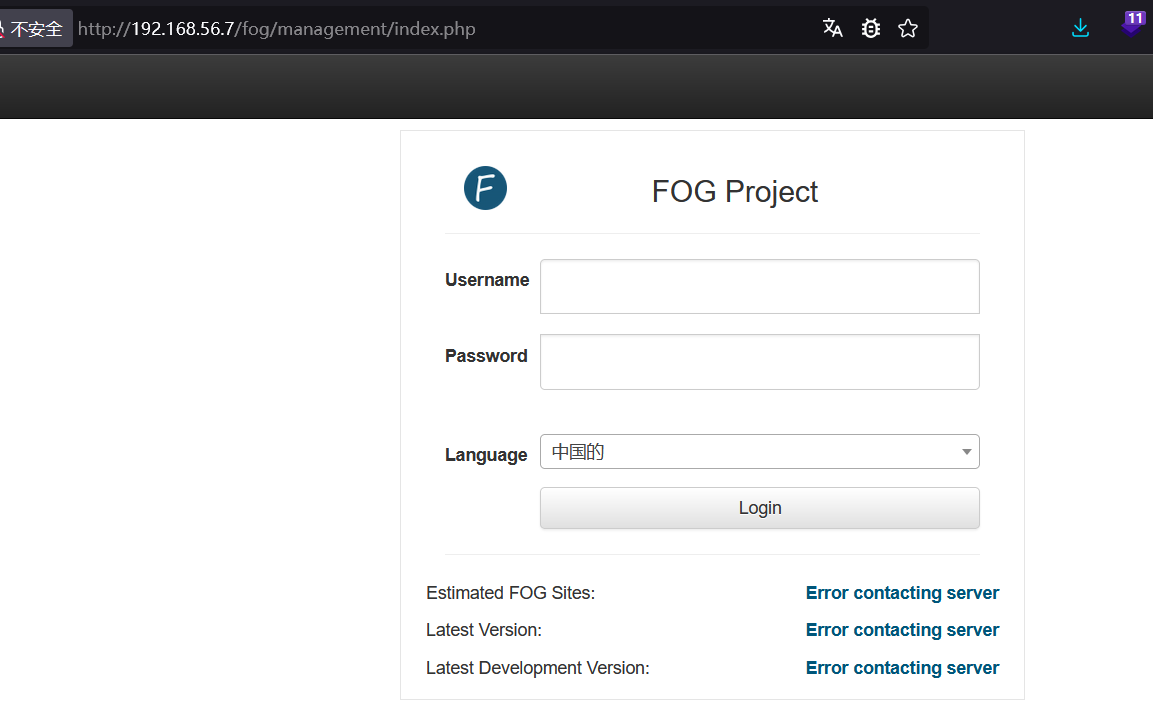 不安全 http://192.168.56.7/fog/management/index.php
11
F FOG Project
Username
Password
Language 中国的
Login
Estimated FOG Sites: Error contacting server
Latest Version: Error contacting server
Latest Development Version: Error contacting server